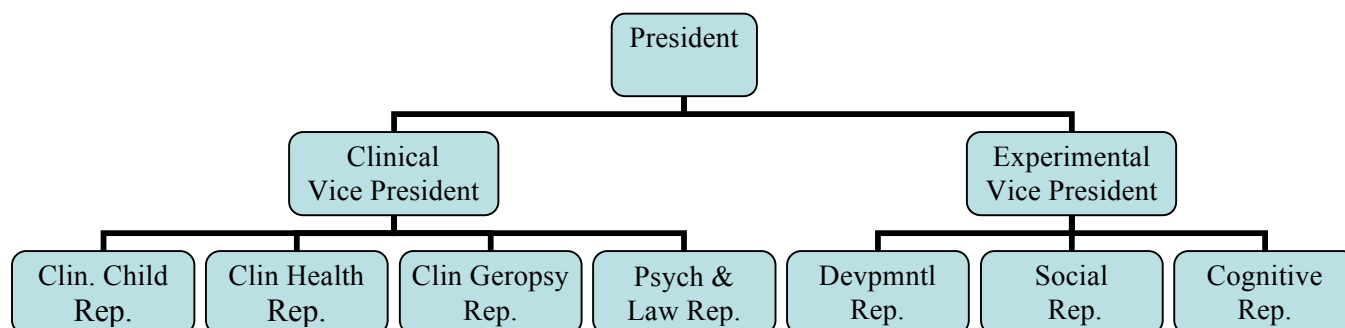 President
Clinical
Vice President
Experimental
Vice President
Clin. Child
Rep.
Clin Health
Rep.
Clin Geropsy
Rep.
Psych &
Law Rep.
Devpmntl
Rep.
Social
Rep.
Cognitive
Rep.